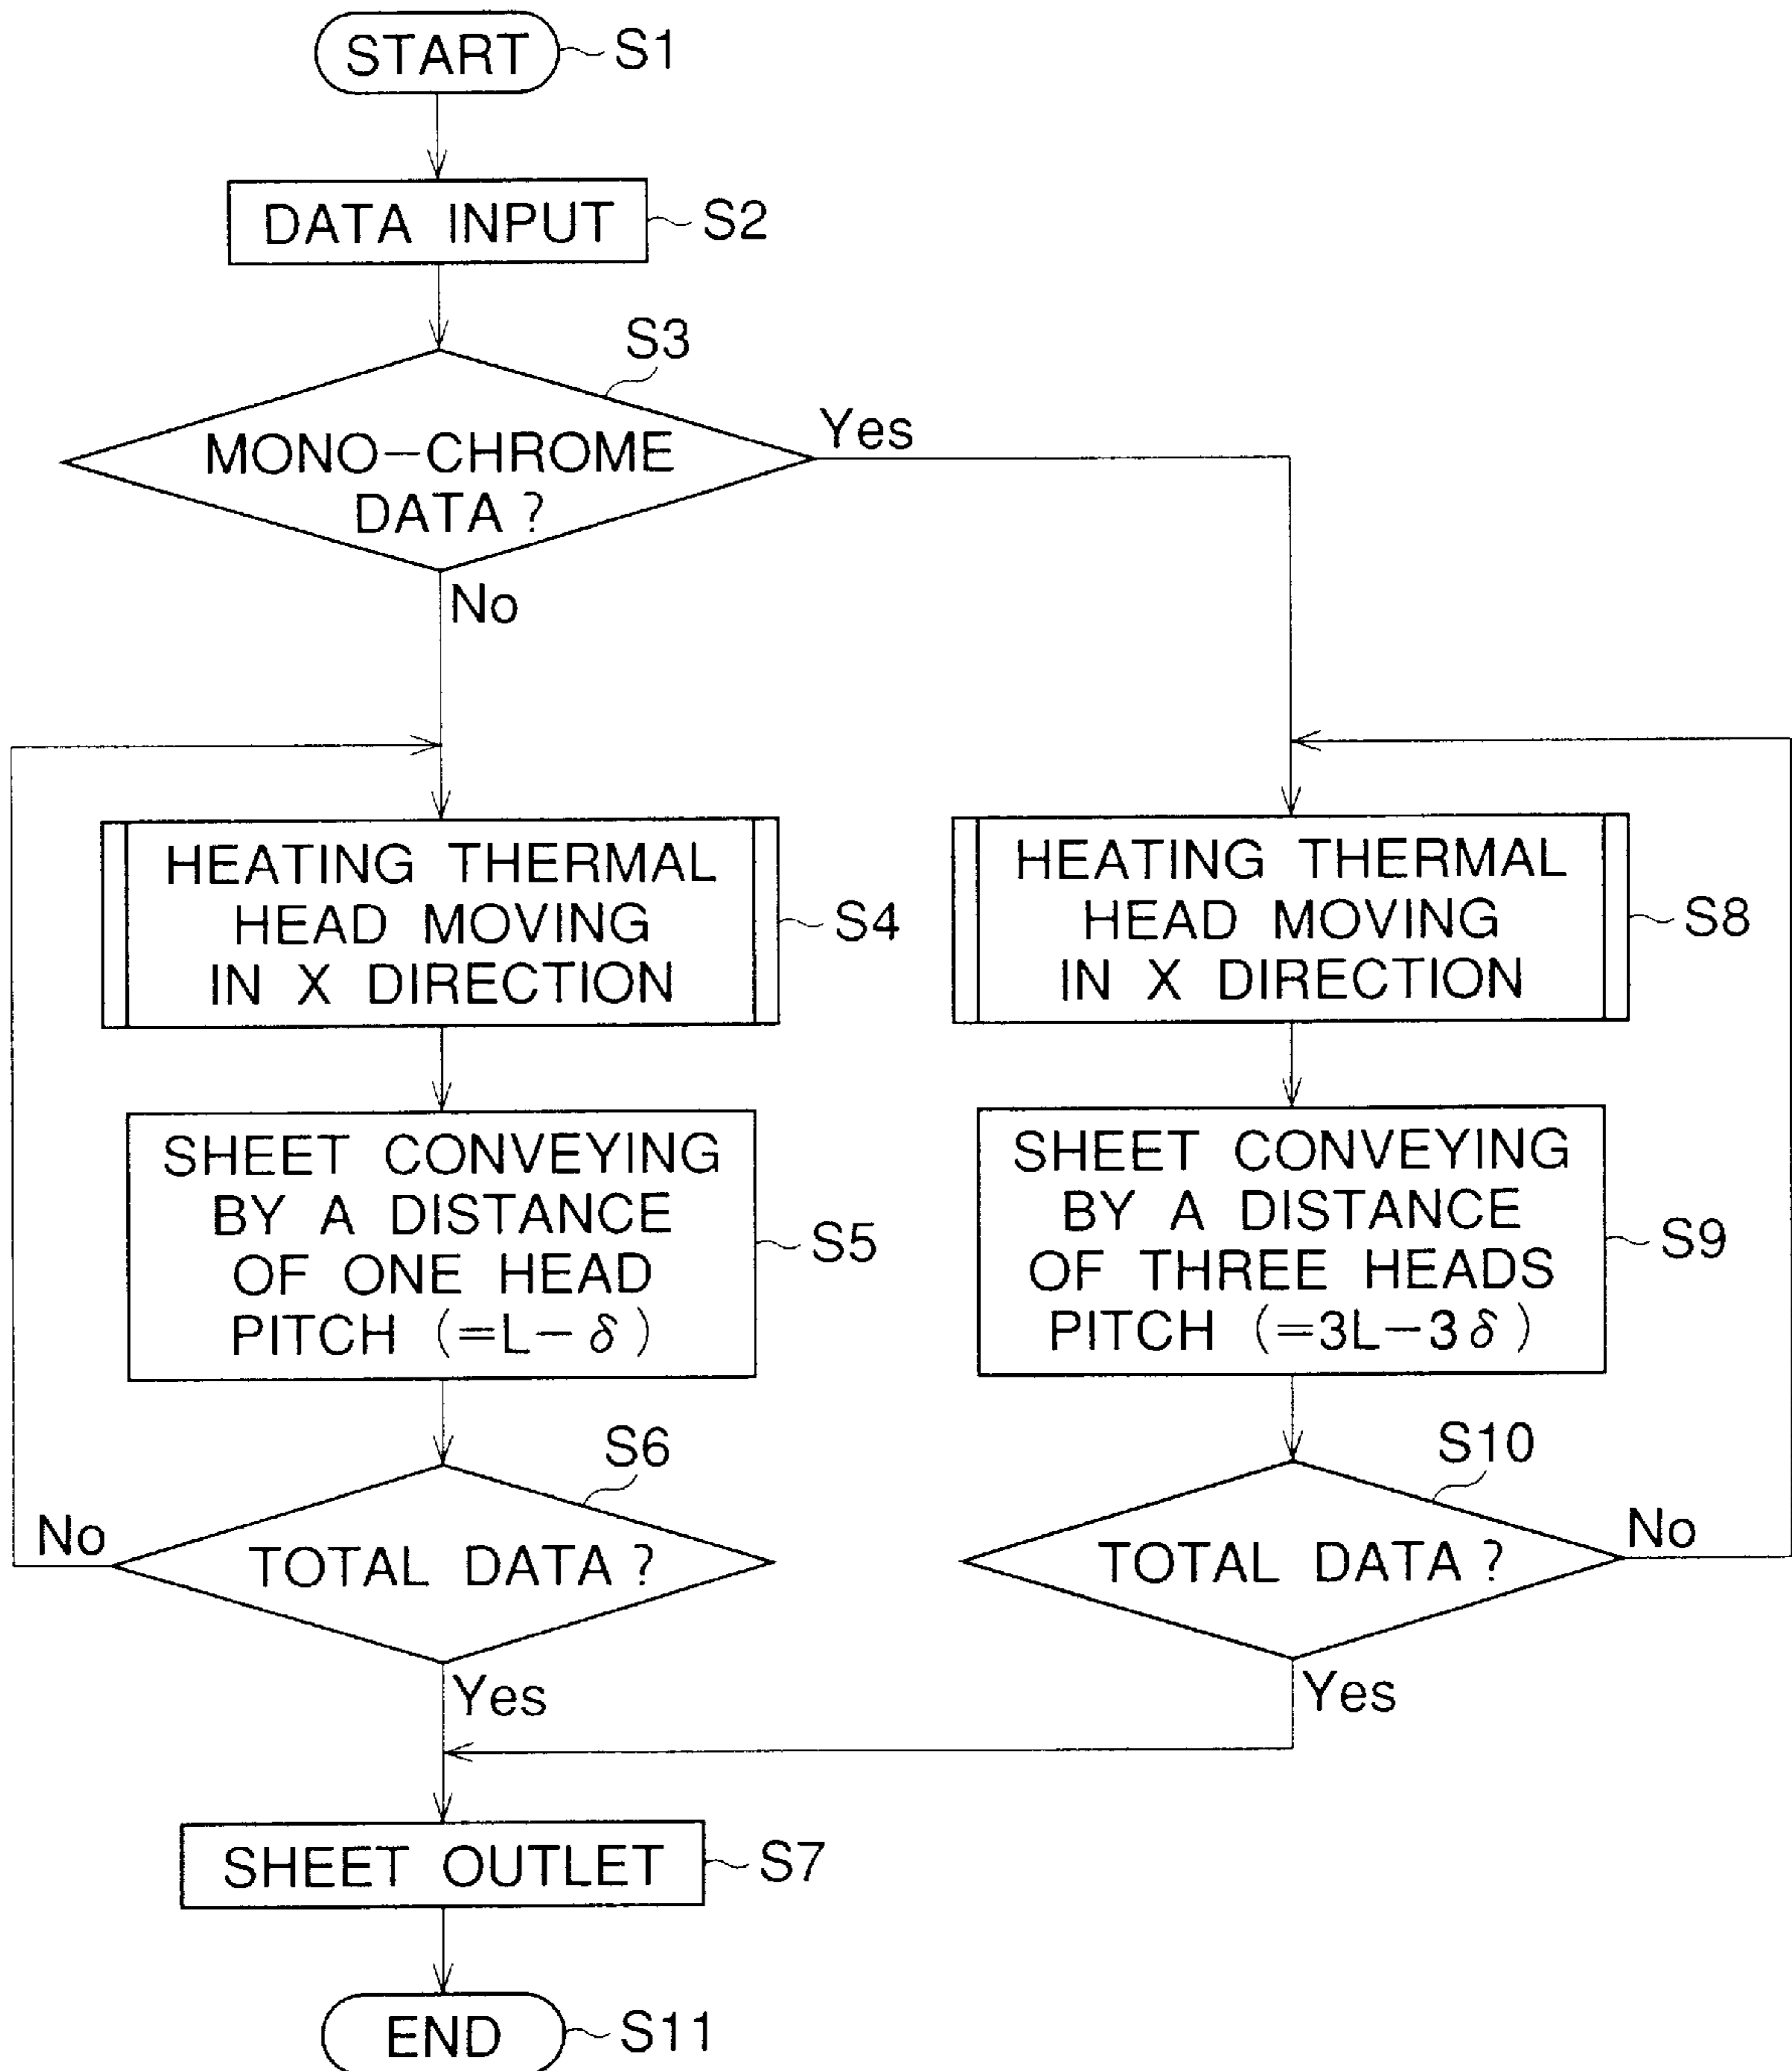 START
S1
DATA INPUT
S2
S3
MONO-CHROME
DATA?
Yes
No
HEATING THERMAL
HEAD MOVING
IN X DIRECTION
S4
HEATING THERMAL
HEAD MOVING
IN X DIRECTION
S8
SHEET CONVEYING
BY A DISTANCE
OF ONE HEAD
PITCH (=L-δ)
S5
SHEET CONVEYING
BY A DISTANCE
OF THREE HEADS
PITCH (=3L-3δ)
S9
S6
No
TOTAL DATA?
Yes
S10
TOTAL DATA?
No
Yes
SHEET OUTLET
S7
END
S11